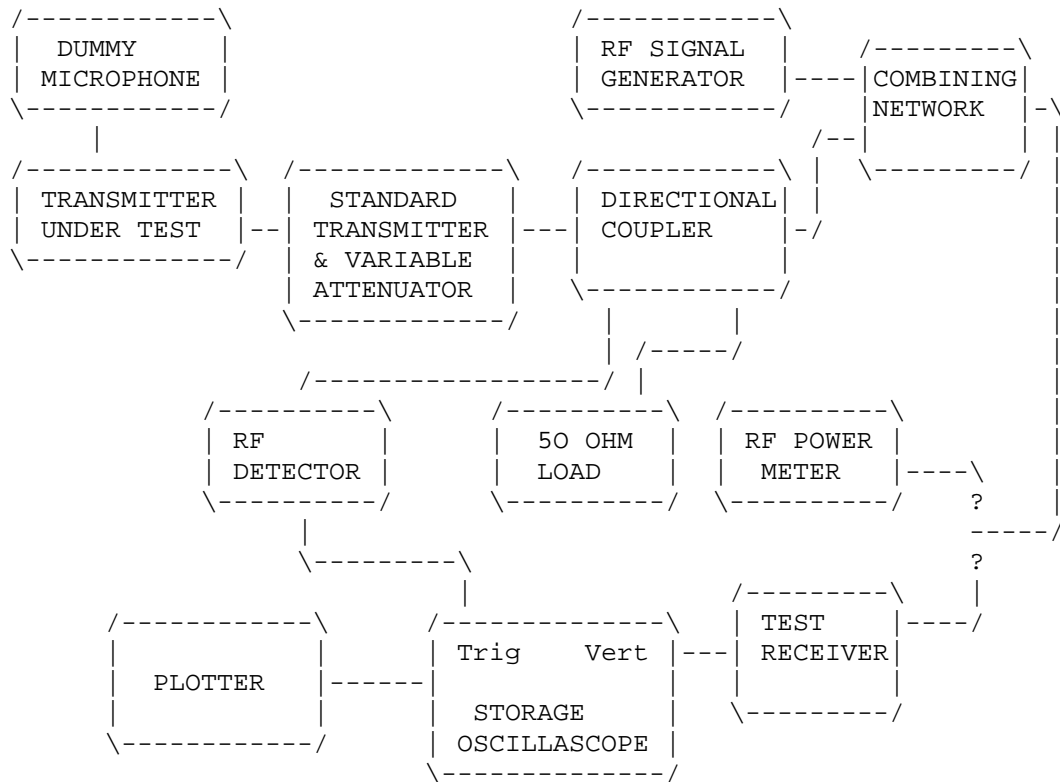 DUMMY
MICROPHONE
RF SIGNAL
GENERATOR
COMBINING
NETWORK
TRANSMITTER
UNDER TEST
STANDARD
TRANSMITTER
& VARIABLE
ATTENUATOR
DIRECTIONAL
COUPLER
RF
DETECTOR
50 OHM
LOAD
RF POWER
METER
?
?
TEST
RECEIVER
Trig Vert
STORAGE
OSCILLASCOPE
PLOTTER